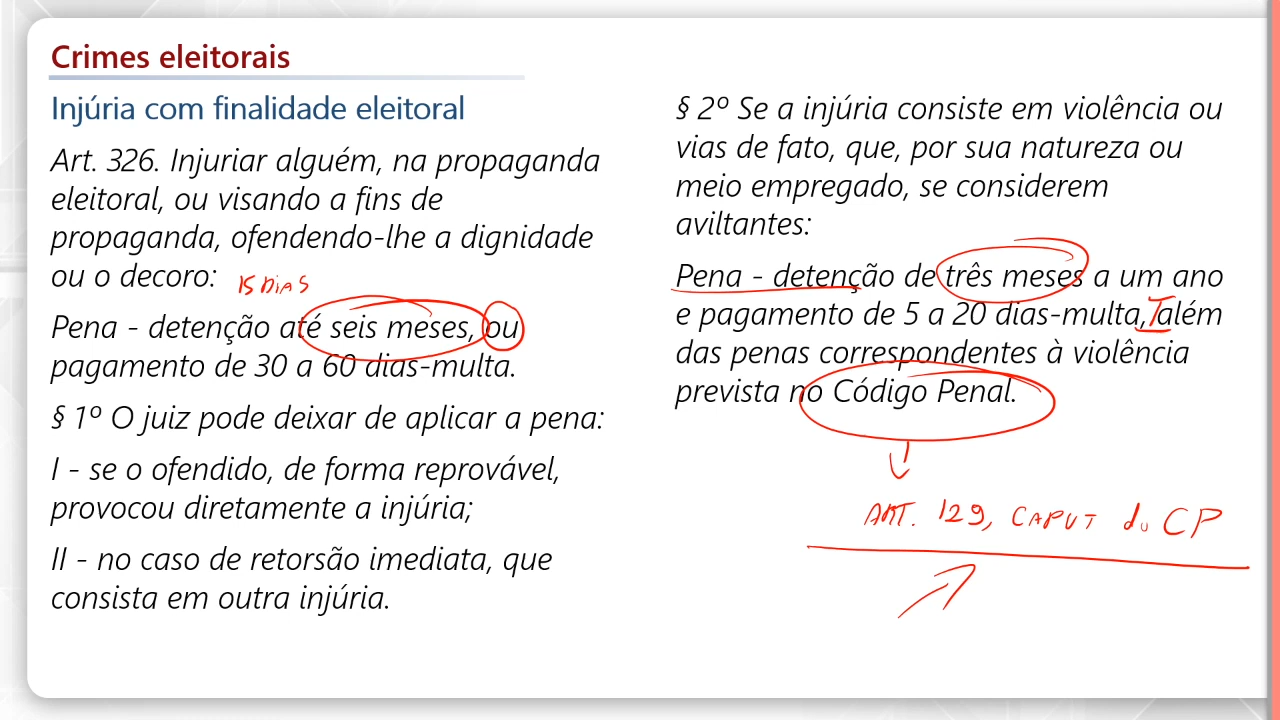 Crimes eleitorais
Injúria com finalidade eleitoral
Art. 326. Injuriar alguém, na propaganda
eleitoral, ou visando a fins de
propaganda, ofendendo-lhe a dignidade
ou o decoro:
15 DIAS
Pena - detenção até seis meses, ou
pagamento de 30 a 60 dias-multa.
§ 1º O juiz pode deixar de aplicar a pena:
I - se o ofendido, de forma reprovável,
provocou diretamente a injúria;
II - no caso de retorsão imediata, que
consista em outra injúria.
§ 2º Se a injúria consiste em violência ou
vias de fato, que, por sua natureza ou
meio empregado, se considerem
aviltantes:
Pena - detenção de três meses a um ano
e pagamento de 5 a 20 dias-multa, além
das penas correspondentes à violência
prevista no Código Penal.
ART. 129, CAPUT do CP